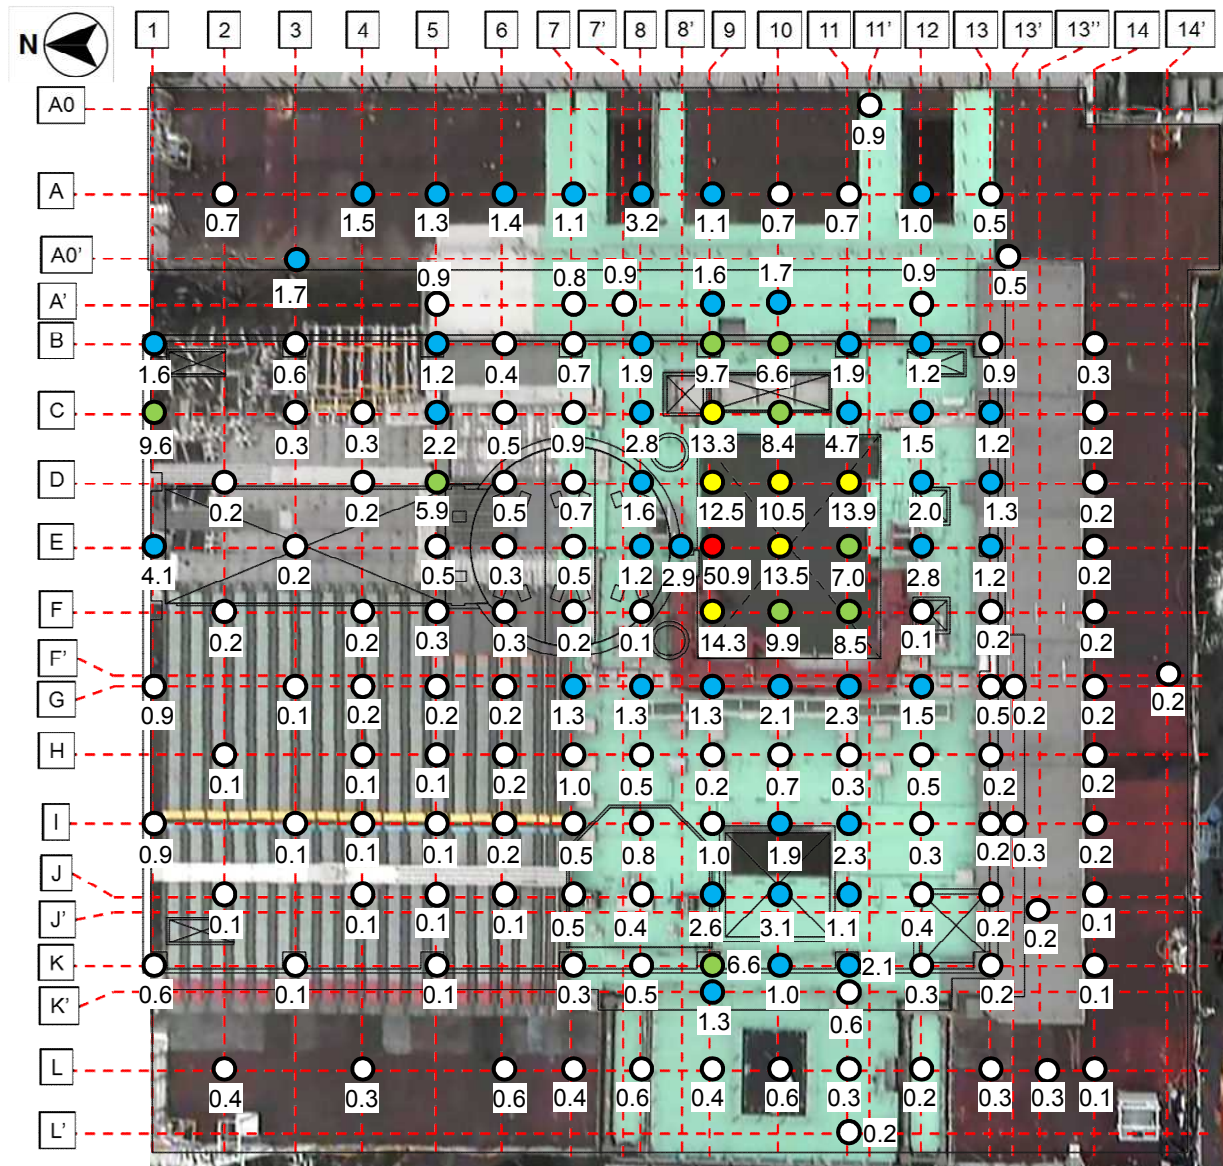 N
1 2 3 4 5 6 7 7' 8 8' 9 10 11 11' 12 13 13' 13'' 14 14'
A0
0.9
A
0.7 1.5 1.3 1.4 1.1 3.2 1.1 0.7 0.7 1.0 0.5
A0'
1.7 0.5
A'
0.9 0.8 0.9 1.6 1.7 0.9
B
1.6 0.6 1.2 0.4 0.7 1.9 9.7 6.6 1.9 1.2 0.9 0.3
C
9.6 0.3 0.3 2.2 0.5 0.9 2.8 13.3 8.4 4.7 1.5 1.2 0.2
D
0.2 0.2 5.9 0.5 0.7 1.6 12.5 10.5 13.9 2.0 1.3 0.2
E
4.1 0.2 0.5 0.3 0.5 1.2 2.9 50.9 13.5 7.0 2.8 1.2 0.2
F
0.2 0.2 0.3 0.3 0.2 0.1 14.3 9.9 8.5 0.1 0.2 0.2
F'
0.2
G
0.9 0.1 0.2 0.2 0.2 1.3 1.3 1.3 2.1 2.3 1.5 0.5 0.2 0.2
H
0.1 0.1 0.1 0.2 1.0 0.5 0.2 0.7 0.3 0.5 0.2 0.2
I
0.9 0.1 0.1 0.1 0.2 0.5 0.8 1.0 1.9 2.3 0.3 0.2 0.3 0.2
J
0.1 0.1 0.1 0.1 0.5 0.4 2.6 3.1 1.1 0.4 0.2 0.1
J'
0.2
K
0.6 0.1 0.1 0.3 0.5 6.6 1.0 2.1 0.3 0.2 0.1
K'
1.3 0.6
L
0.4 0.3 0.6 0.4 0.6 0.4 0.6 0.3 0.2 0.3 0.3 0.1
L'
0.2